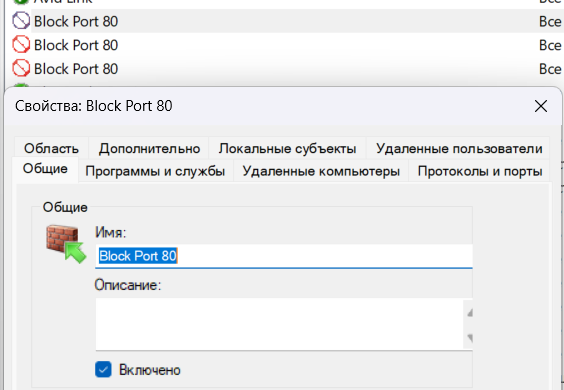 Avid Link Все
Block Port 80 Все
Block Port 80 Все
Block Port 80 Все
Свойства: Block Port 80
Область Дополнительно Локальные субъекты Удаленные пользователи
Общие Программы и службы Удаленные компьютеры Протоколы и порты
Общие
Имя:
Block Port 80
Описание:
Включено